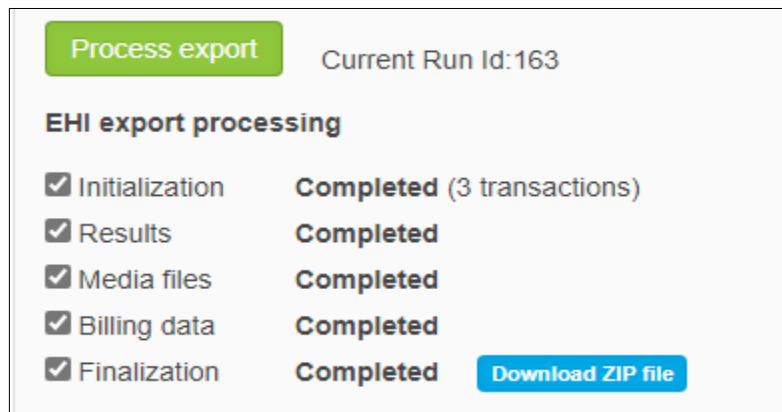 Process export Current Run Id:163
EHI export processing
Initialization Completed (3 transactions)
Results Completed
Media files Completed
Billing data Completed
Finalization Completed Download ZIP file